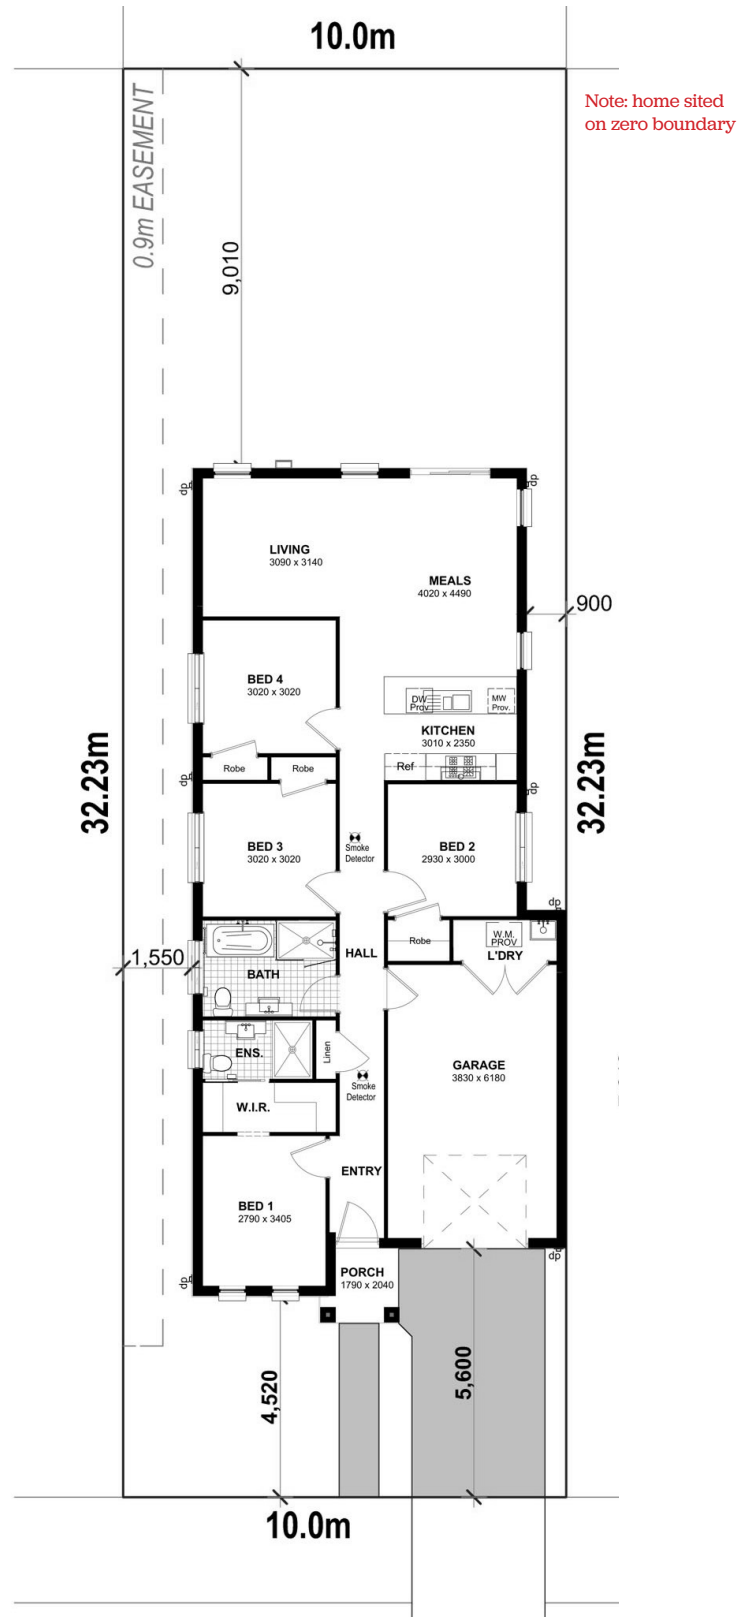 10.0m
Note: home sited
on zero boundary
0.9m EASEMENT
9,010
dp
dp
LIVING
3090 x 3140
MEALS
4020 x 4490
900
BED 4
3020 x 3020
DW
Prov.
MW
Prov.
KITCHEN
3010 x 2350
Ref
Robe
Robe
dp
dp
32.23m
32.23m
BED 3
3020 x 3020
Smoke
Detector
BED 2
2930 x 3000
dp
Robe
W.M.
PROV
L'DRY
HALL
1,550
BATH
ENS.
Linen
Smoke
Detector
GARAGE
3830 x 6180
W.I.R.
ENTRY
BED 1
2790 x 3405
PORCH
1790 x 2040
dp
dp
4,520
5,600
10.0m